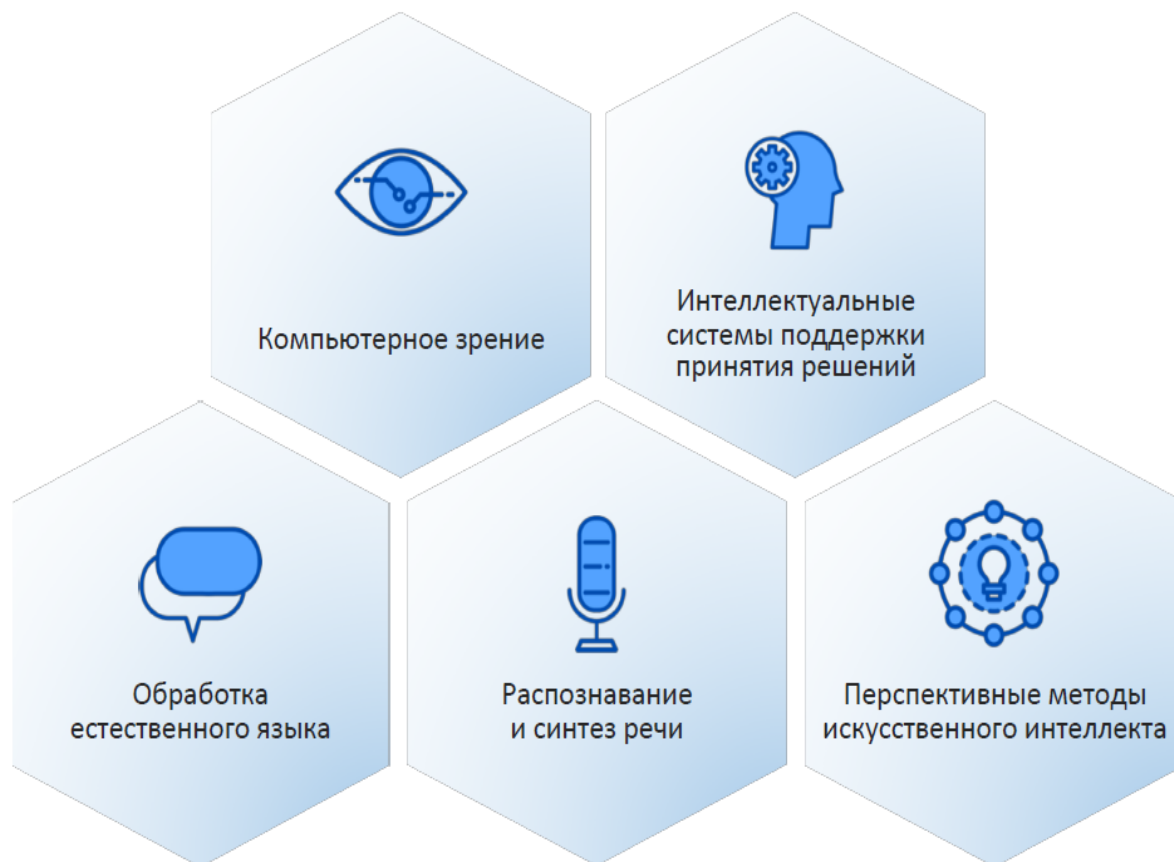 Компьютерное зрение
Интеллектуальные
системы поддержки
принятия решений
Обработка
естественного языка
Распознавание
и синтез речи
Перспективные методы
искусственного интеллекта